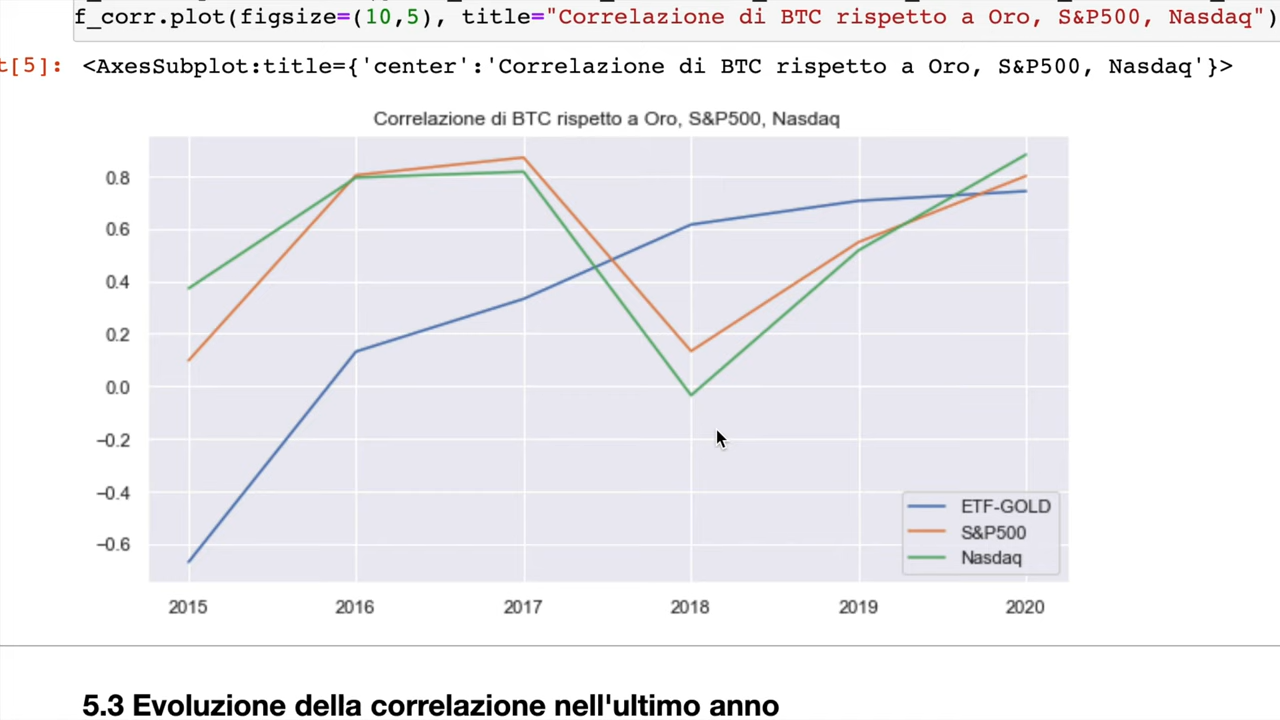 f_corr.plot(figsize=(10,5), title="Correlazione di BTC rispetto a Oro, S&P500, Nasdaq")
t[5]: <AxesSubplot:title={'center':'Correlazione di BTC rispetto a Oro, S&P500, Nasdaq'}>
Correlazione di BTC rispetto a Oro, S&P500, Nasdaq
0.8
0.6
0.4
0.2
0.0
−0.2
−0.4
−0.6
ETF-GOLD
S&P500
Nasdaq
2015 2016 2017 2018 2019 2020
5.3 Evoluzione della correlazione nell'ultimo anno